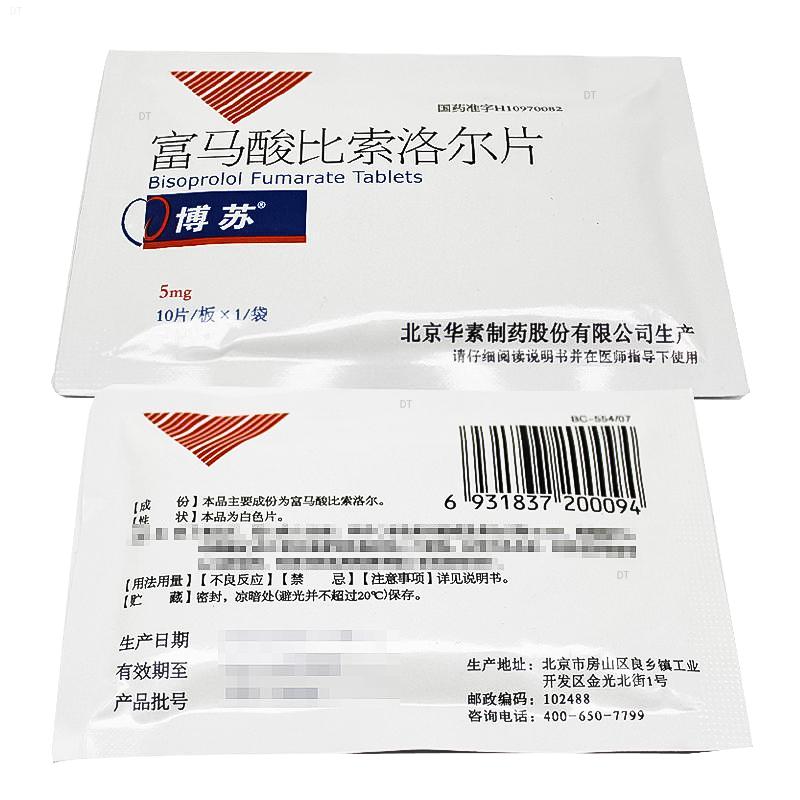 DT
国药准字H10970082
DT
DT
富马酸比索洛尔片
Bisoprolol Fumarate Tablets
博苏®
5mg
10片/板×1/袋
北京华素制药股份有限公司生产
请仔细阅读说明书并在医师指导下使用
DT
BC-554/07
6 931837 200094
【成 份】本品主要成份为富马酸比索洛尔。
【性 状】本品为白色片。
【用法用量】【不良反应】【禁 忌】【注意事项】详见说明书。
DT
【贮 藏】密封，凉暗处(避光并不超过20℃)保存。
生产日期
有效期至
产品批号
生产地址：北京市房山区良乡镇工业
开发区金光北街1号
邮政编码：102488
咨询电话：400-650-7799